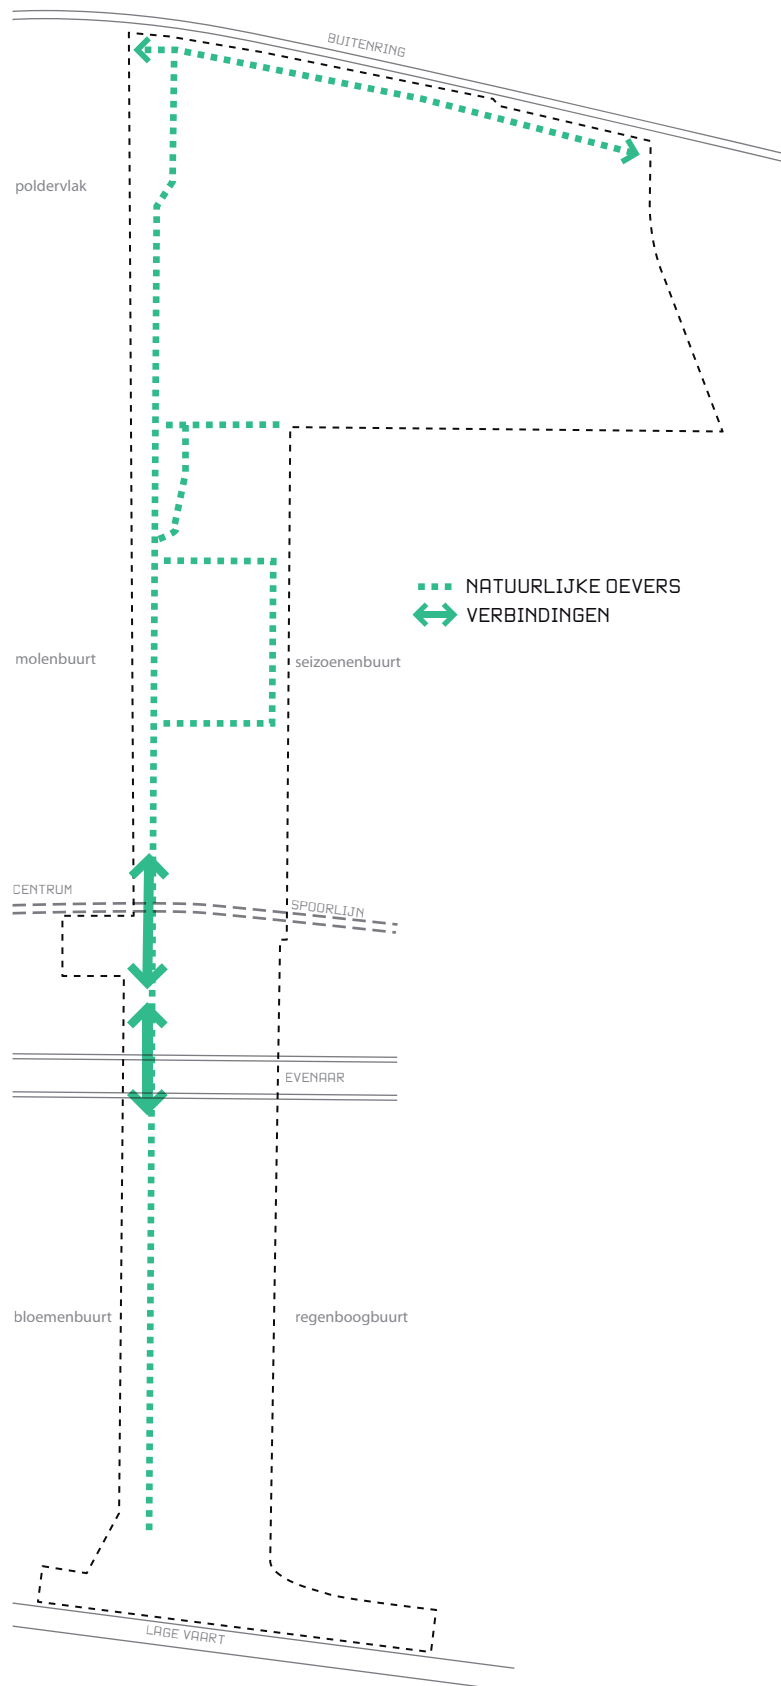 BUITENRING
poldervlak
NATUURLIJKE OEVERS
VERBINDINGEN
molenbuurt
seizoenenbuurt
CENTRUM
SPOORLIJN
EVENAAR
bloemenbuurt
regenboogbuurt
LAGE VAART